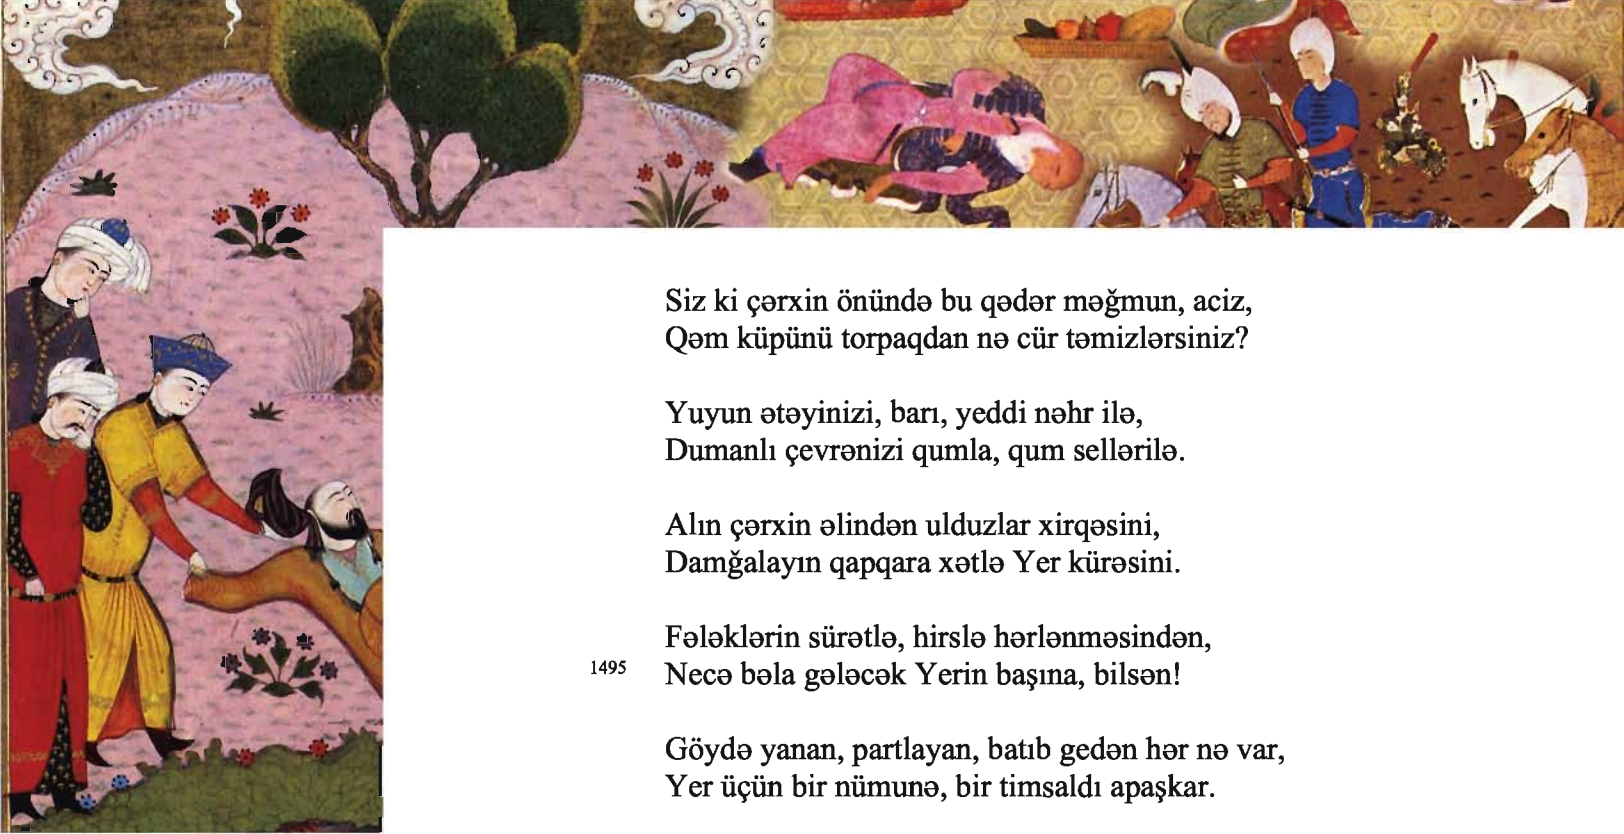 Siz ki çərxin önündə bu qədər məğmun, aciz,
Qəm küpünü torpaqdan nə cür təmizlərsiniz?
Yuyun ətəyinizi, barı, yeddi nəhr ilə,
Dumanlı çevrənizi qumla, qum sellərilə.
Alın çərxin əlindən ulduzlar xirqəsini,
Damğalayın qapqara xətlə Yer kürəsini.
Fələklərin sürətlə, hirslə hərlənməsindən,
1495 Necə bəla gələcək Yerin başına, bilsən!
Göydə yanan, partlayan, batıb gedən hər nə var,
Yer üçün bir nümunə, bir timsaldı apaşkar.